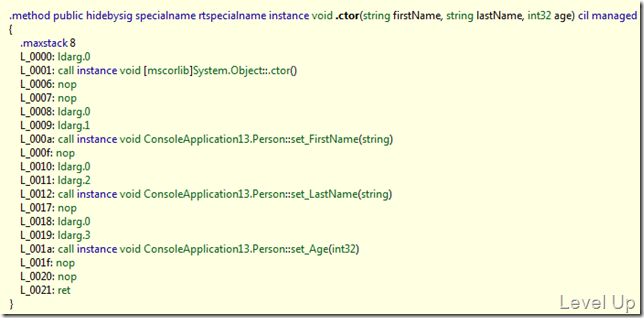 .method public hidebysig specialname rtspecialname instance void .ctor(string firstName, string lastName, int32 age) cil managed
{
.maxstack 8
L_0000: ldarg.0
L_0001: call instance void [mscorlib]System.Object::.ctor()
L_0006: nop
L_0007: nop
L_0008: ldarg.0
L_0009: ldarg.1
L_000a: call instance void ConsoleApplication13.Person::set_FirstName(string)
L_000f: nop
L_0010: ldarg.0
L_0011: ldarg.2
L_0012: call instance void ConsoleApplication13.Person::set_LastName(string)
L_0017: nop
L_0018: ldarg.0
L_0019: ldarg.3
L_001a: call instance void ConsoleApplication13.Person::set_Age(int32)
L_001f: nop
L_0020: nop
L_0021: ret
}
Level Up